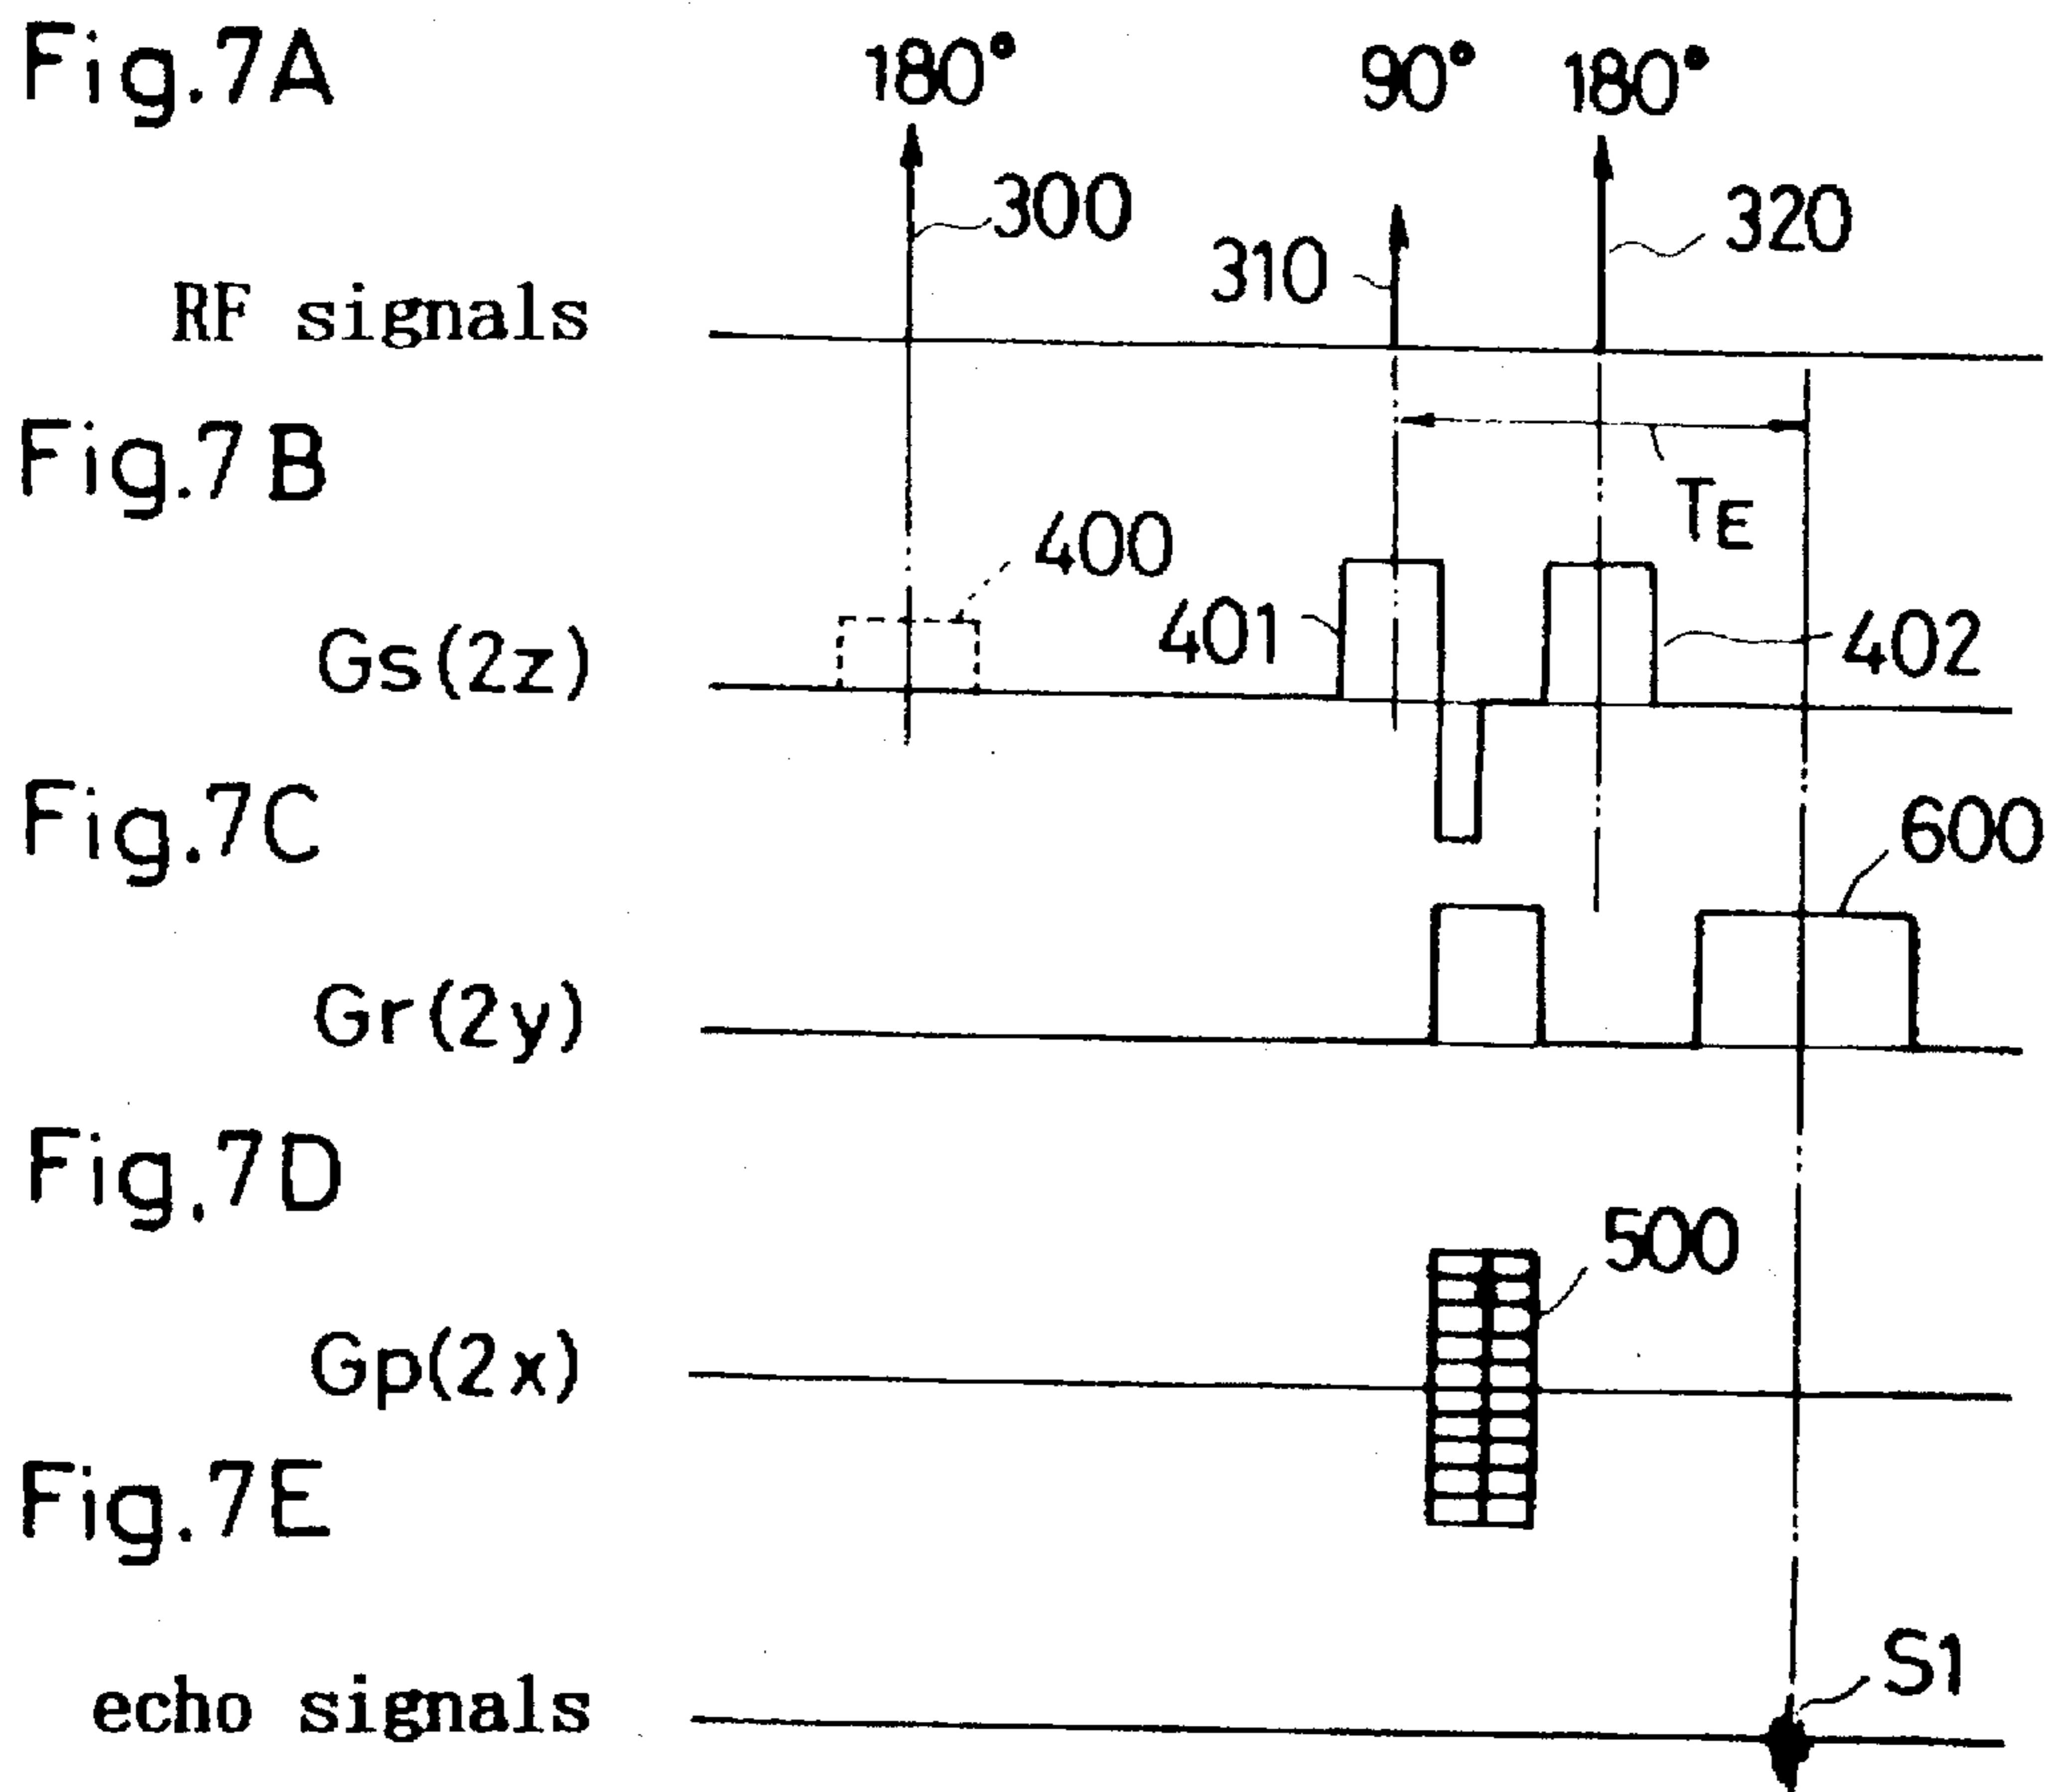 Fig.7A
180° 90° 180°
300
310
320
RF signals
Fig.7B
TE
400
401
402
Gs(2z)
Fig.7C
600
Gr(2y)
Fig.7D
500
Gp(2x)
Fig.7E
S1
echo signals